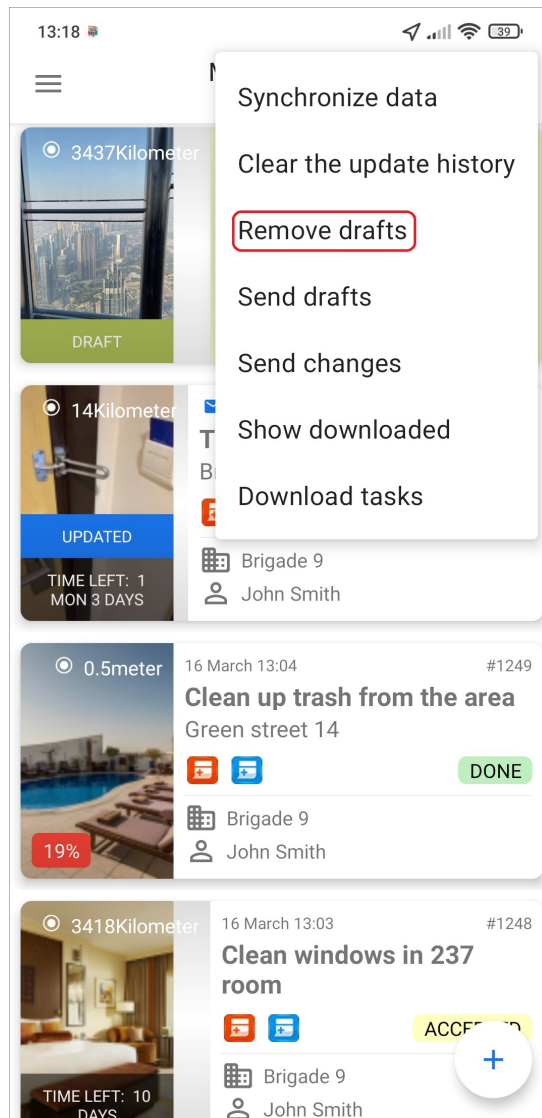 13:18
39
M
Synchronize data
Clear the update history
Remove drafts
Send drafts
Send changes
Show downloaded
Download tasks
3437Kilometer
DRAFT
14Kilometer
T
B
UPDATED
TIME LEFT: 1
MON 3 DAYS
Brigade 9
John Smith
0.5meter
16 March 13:04
#1249
Clean up trash from the area
Green street 14
DONE
19%
Brigade 9
John Smith
3418Kilometer
16 March 13:03
#1248
Clean windows in 237
room
TIME LEFT: 10
DAYS
Brigade 9
John Smith
+